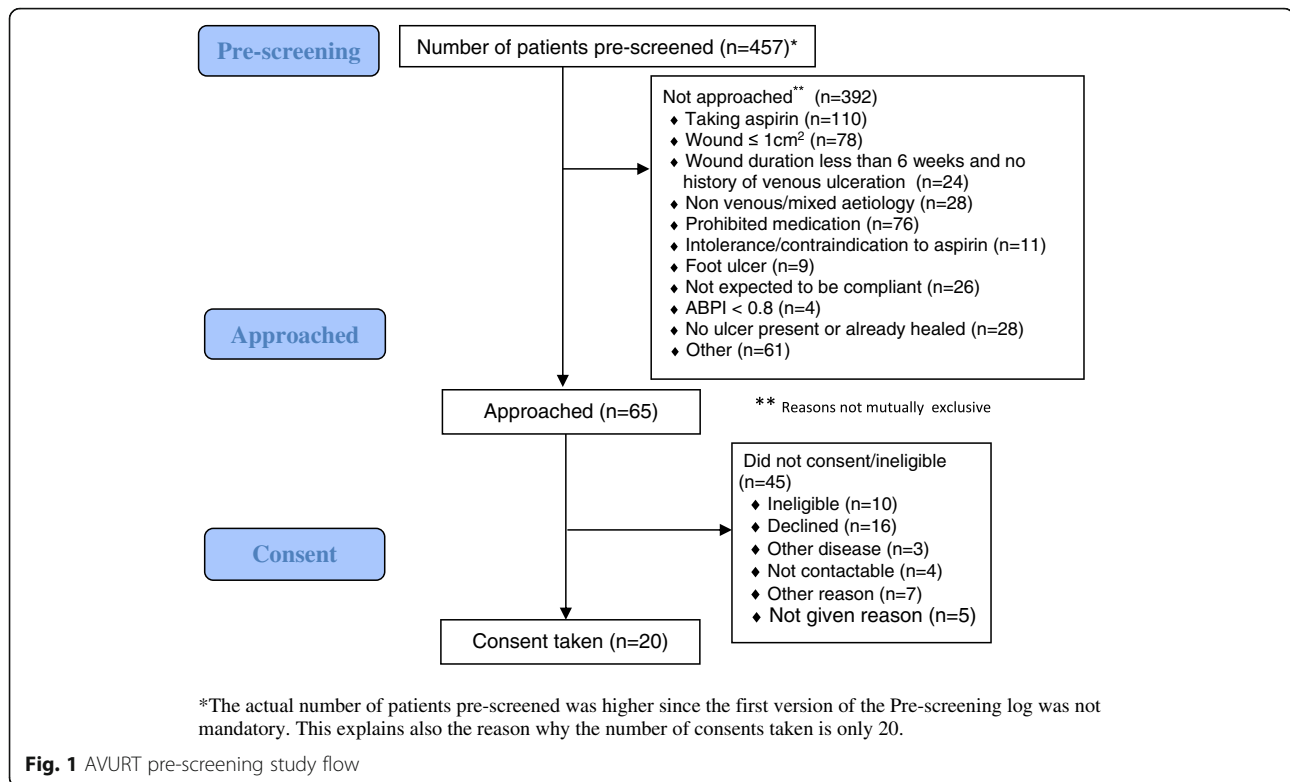 Pre-screening
Number of patients pre-screened (n=457)*
Not approached** (n=392)
♦ Taking aspirin (n=110)
♦ Wound ≤ 1cm² (n=78)
♦ Wound duration less than 6 weeks and no
history of venous ulceration (n=24)
♦ Non venous/mixed aetiology (n=28)
♦ Prohibited medication (n=76)
♦ Intolerance/contraindication to aspirin (n=11)
♦ Foot ulcer (n=9)
♦ Not expected to be compliant (n=26)
♦ ABPI < 0.8 (n=4)
♦ No ulcer present or already healed (n=28)
♦ Other (n=61)
Approached
Approached (n=65)
** Reasons not mutually exclusive
Did not consent/ineligible
(n=45)
♦ Ineligible (n=10)
♦ Declined (n=16)
♦ Other disease (n=3)
♦ Not contactable (n=4)
♦ Other reason (n=7)
♦ Not given reason (n=5)
Consent
Consent taken (n=20)
*The actual number of patients pre-screened was higher since the first version of the Pre-screening log was not
mandatory. This explains also the reason why the number of consents taken is only 20.
Fig. 1 AVURT pre-screening study flow